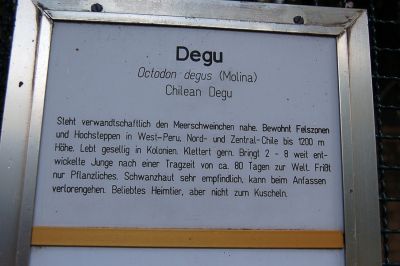 Degu
Octodon degus (Molina)
Chilean Degu
Steht verwandtschaftlich den Meerschweinchen nahe. Bewohnt Felszonen
und Hochsteppen in West-Peru, Nord- und Zentral-Chile bis 1200 m
Höhe. Lebt gesellig in Kolonien. Klettert gern. Bringt 2 - 8 weit ent-
wickelte Junge nach einer Tragzeit von ca. 80 Tagen zur Welt. Frißt
nur Pflanzliches. Schwanzhaut sehr empfindlich, kann beim Anfassen
verlorengehen. Beliebtes Heimtier, aber nicht zum Kuscheln.